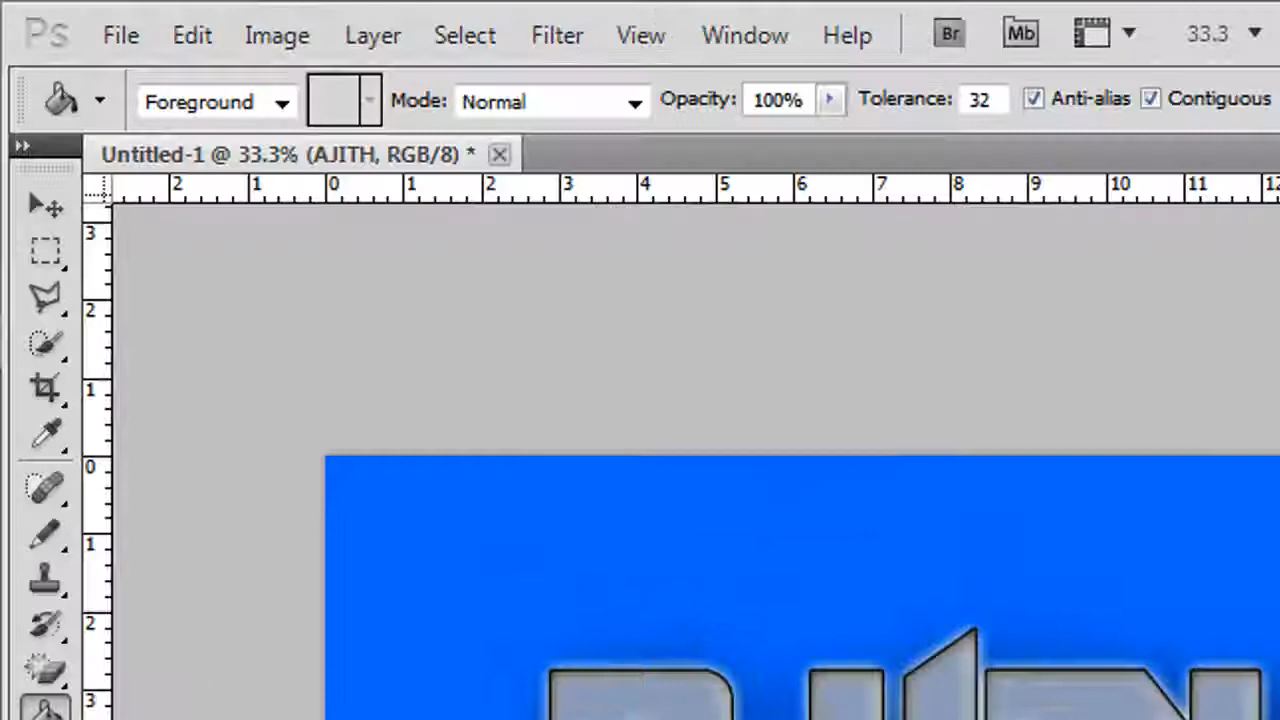 Ps File Edit Image Layer Select Filter View Window Help Br Mb 33.3
Foreground Mode: Normal Opacity: 100% Tolerance: 32 Anti-alias Contiguous
Untitled-1 @ 33.3% (AJITH, RGB/8) *
2 1 0 1 2 3 4 5 6 7 8 9 10 11 12
3
2
1
0
1
2
3